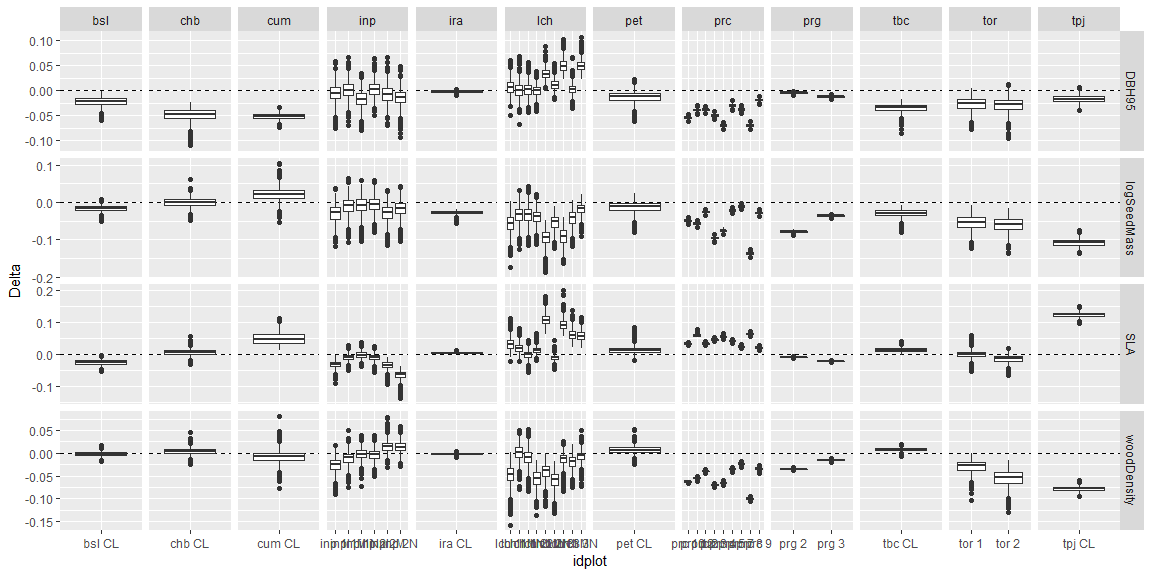 bsl chb cum inp ira lch pet prc prg tbc tor tpj
0.10
0.05
0.00
-0.05
-0.10
DBH95
0.1
0.0
-0.1
-0.2
logSeedMass
0.2
0.1
0.0
-0.1
SLA
0.05
0.00
-0.05
-0.10
-0.15
woodDensity
Delta
bsl CL chb CL cum CL ira CL pet CL prg 2 prg 3 tbc CL tor 1 tor 2 tpj CL
idplot